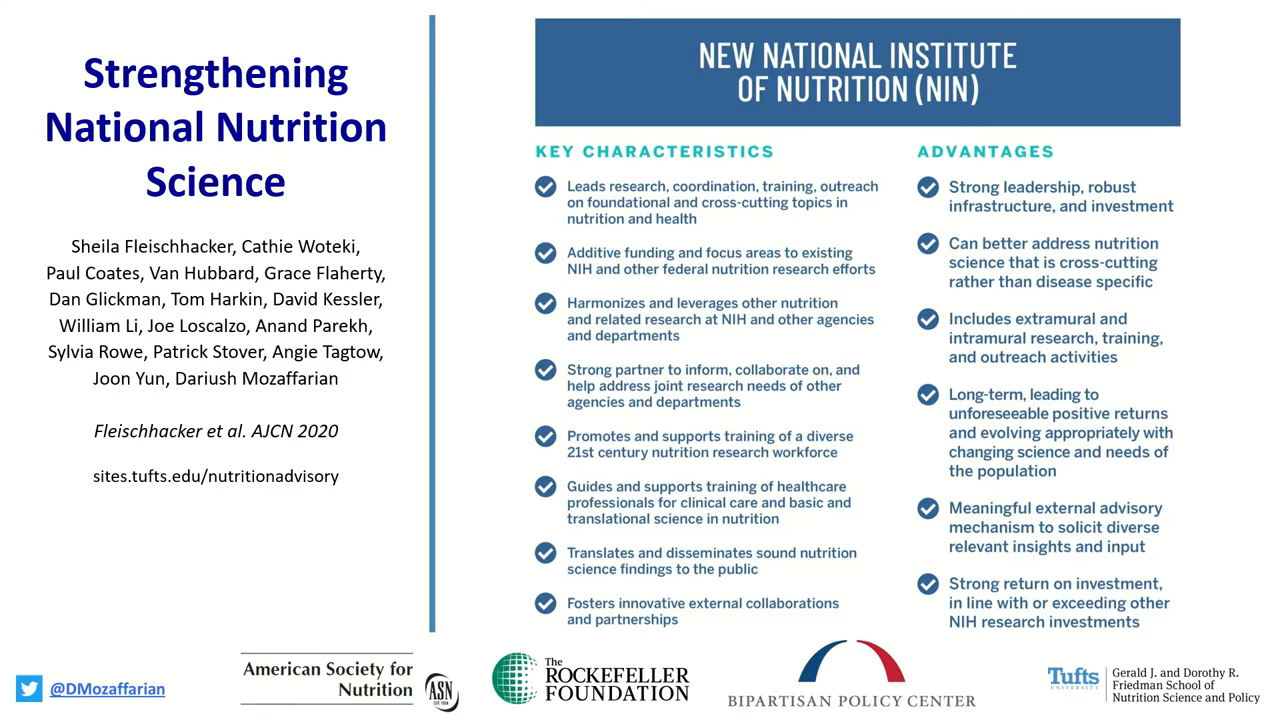 Strengthening
National Nutrition
Science
Sheila Fleischhacker, Cathie Woteki,
Paul Coates, Van Hubbard, Grace Flaherty,
Dan Glickman, Tom Harkin, David Kessler,
William Li, Joe Loscalzo, Anand Parekh,
Sylvia Rowe, Patrick Stover, Angie Tagtow,
Joon Yun, Dariush Mozaffarian
Fleischhacker et al. AJCN 2020
sites.tufts.edu/nutritionadvisory
NEW NATIONAL INSTITUTE
OF NUTRITION (NIN)
KEY CHARACTERISTICS
Leads research, coordination, training, outreach
on foundational and cross-cutting topics in
nutrition and health
Additive funding and focus areas to existing
NIH and other federal nutrition research efforts
Harmonizes and leverages other nutrition
and related research at NIH and other agencies
and departments
Strong partner to inform, collaborate on, and
help address joint research needs of other
agencies and departments
Promotes and supports training of a diverse
21st century nutrition research workforce
Guides and supports training of healthcare
professionals for clinical care and basic and
translational science in nutrition
Translates and disseminates sound nutrition
science findings to the public
Fosters innovative external collaborations
and partnerships
ADVANTAGES
Strong leadership, robust
infrastructure, and investment
Can better address nutrition
science that is cross-cutting
rather than disease specific
Includes extramural and
intramural research, training,
and outreach activities
Long-term, leading to
unforeseeable positive returns
and evolving appropriately with
changing science and needs of
the population
Meaningful external advisory
mechanism to solicit diverse
relevant insights and input
Strong return on investment,
in line with or exceeding other
NIH research investments
@DMozaffarian
American Society for
Nutrition
ASN
EST. 1928
The
ROCKEFELLER
FOUNDATION
BIPARTISAN POLICY CENTER
Tufts
UNIVERSITY
Gerald J. and Dorothy R.
Friedman School of
Nutrition Science and Policy